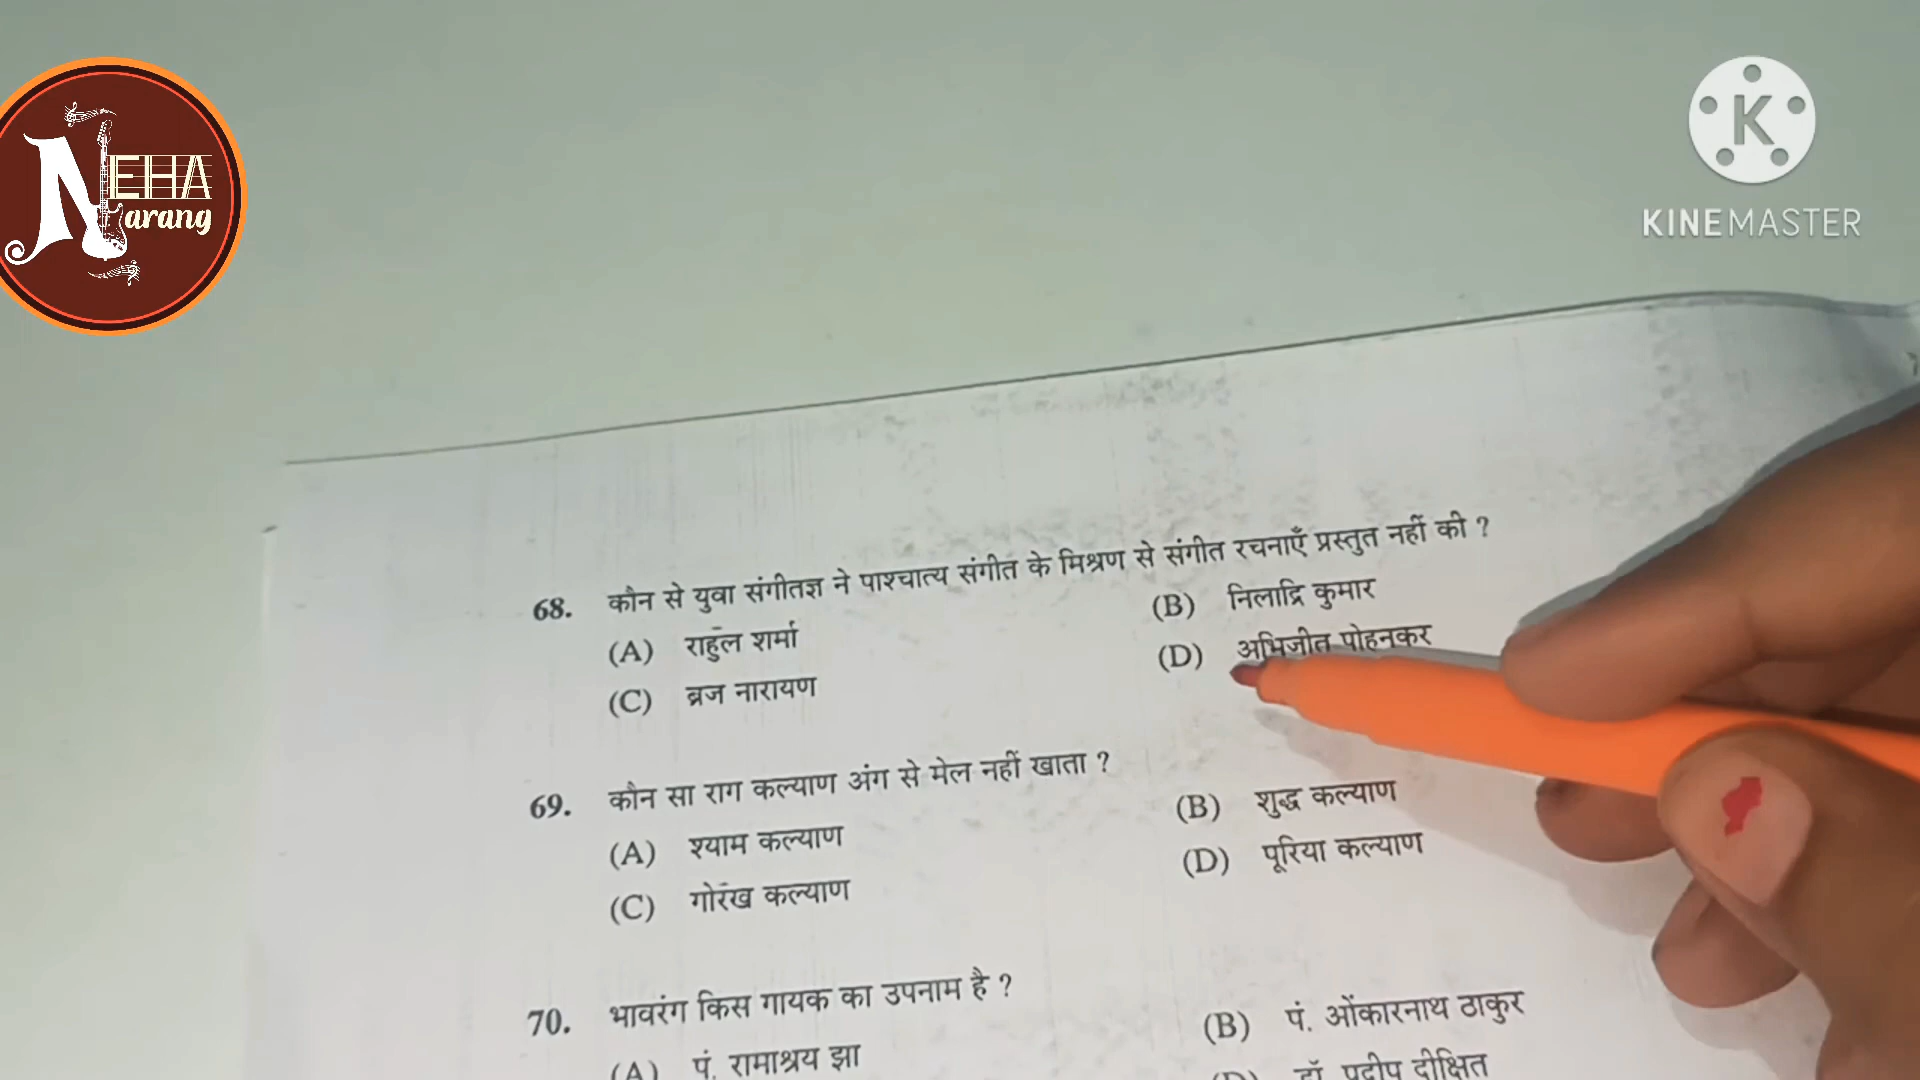 NEHA
Narang
K
KINEMASTER
68. कौन से युवा संगीतज्ञ ने पाश्चात्य संगीत के मिश्रण से संगीत रचनाएँ प्रस्तुत नहीं की ?
(A) राहुल शर्मा (B) निलाद्रि कुमार
(C) ब्रज नारायण (D) अभिजीत पोहनकर
69. कौन सा राग कल्याण अंग से मेल नहीं खाता ?
(A) श्याम कल्याण (B) शुद्ध कल्याण
(C) गोरख कल्याण (D) पूरिया कल्याण
70. भावरंग किस गायक का उपनाम है ?
(A) पं. रामाश्रय झा (B) पं. ओंकारनाथ ठाकुर
(D) डॉ. प्रदीप दीक्षित